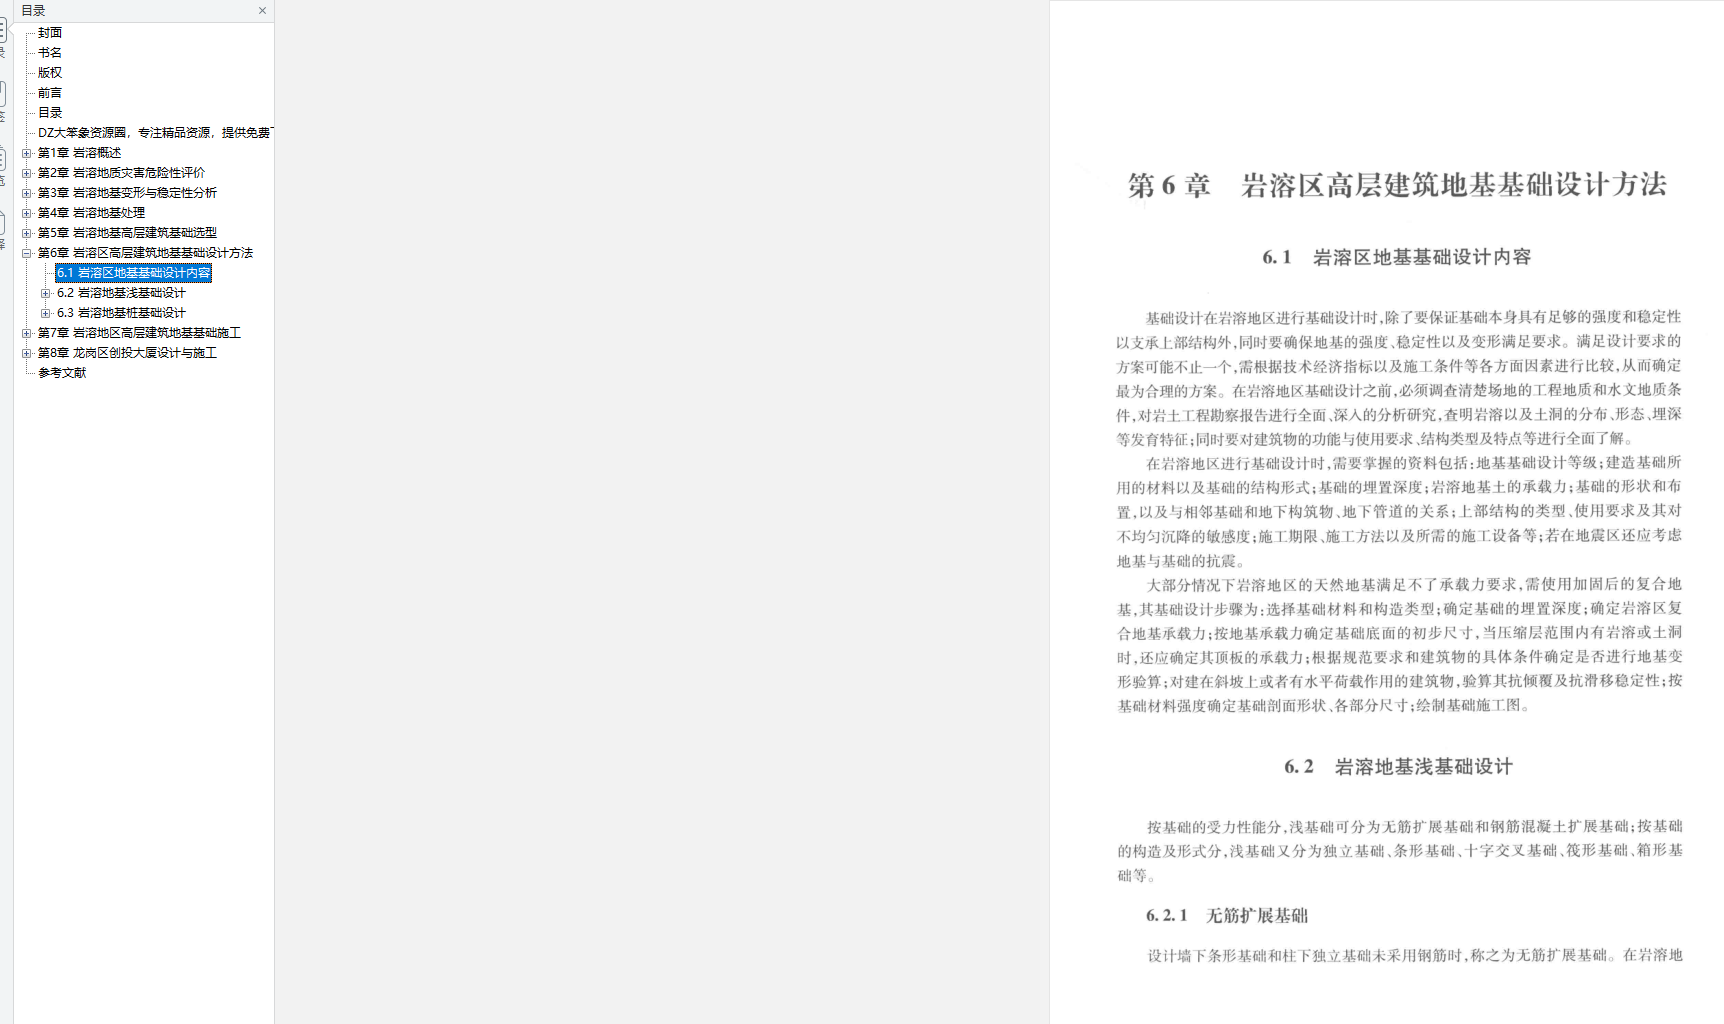 目录
封面
书名
版权
前言
目录
DZ大笨象资源圈，专注精品资源，提供免费
第1章 岩溶概述
第2章 岩溶地质灾害危险性评价
第3章 岩溶地基变形与稳定性分析
第4章 岩溶地基处理
第5章 岩溶地基高层建筑基础选型
第6章 岩溶区高层建筑地基基础设计方法
6.1 岩溶区地基基础设计内容
6.2 岩溶地基浅基础设计
6.3 岩溶地基桩基础设计
第7章 岩溶地区高层建筑地基基础施工
第8章 龙岗区创投大厦设计与施工
参考文献
第 6 章 岩溶区高层建筑地基基础设计方法
6.1 岩溶区地基基础设计内容
基础设计在岩溶地区进行基础设计时,除了要保证基础本身具有足够的强度和稳定性
以支承上部结构外,同时要确保地基的强度、稳定性以及变形满足要求。满足设计要求的
方案可能不止一个,需根据技术经济指标以及施工条件等各方面因素进行比较,从而确定
最为合理的方案。在岩溶地区基础设计之前,必须调查清楚场地的工程地质和水文地质条
件,对岩土工程勘察报告进行全面、深入的分析研究,查明岩溶以及土洞的分布、形态、埋深
等发育特征;同时要对建筑物的功能与使用要求、结构类型及特点等进行全面了解。
在岩溶地区进行基础设计时,需要掌握的资料包括:地基基础设计等级;建造基础所
用的材料以及基础的结构形式;基础的埋置深度;岩溶地基土的承载力;基础的形状和布
置,以及与相邻基础和地下构筑物、地下管道的关系;上部结构的类型、使用要求及其对
不均匀沉降的敏感度;施工期限、施工方法以及所需的施工设备等;若在地震区还应考虑
地基与基础的抗震。
大部分情况下岩溶地区的天然地基满足不了承载力要求,需使用加固后的复合地
基,其基础设计步骤为:选择基础材料和构造类型;确定基础的埋置深度;确定岩溶区复
合地基承载力;按地基承载力确定基础底面的初步尺寸,当压缩层范围内有岩溶或土洞
时,还应确定其顶板的承载力;根据规范要求和建筑物的具体条件确定是否进行地基变
形验算;对建在斜坡上或者有水平荷载作用的建筑物,验算其抗倾覆及抗滑移稳定性;按
基础材料强度确定基础剖面形状、各部分尺寸;绘制基础施工图。
6.2 岩溶地基浅基础设计
按基础的受力性能分,浅基础可分为无筋扩展基础和钢筋混凝土扩展基础;按基础
的构造及形式分,浅基础又分为独立基础、条形基础、十字交叉基础、筏形基础、箱形基
础等。
6.2.1 无筋扩展基础
设计墙下条形基础和柱下独立基础未采用钢筋时,称之为无筋扩展基础。在岩溶地